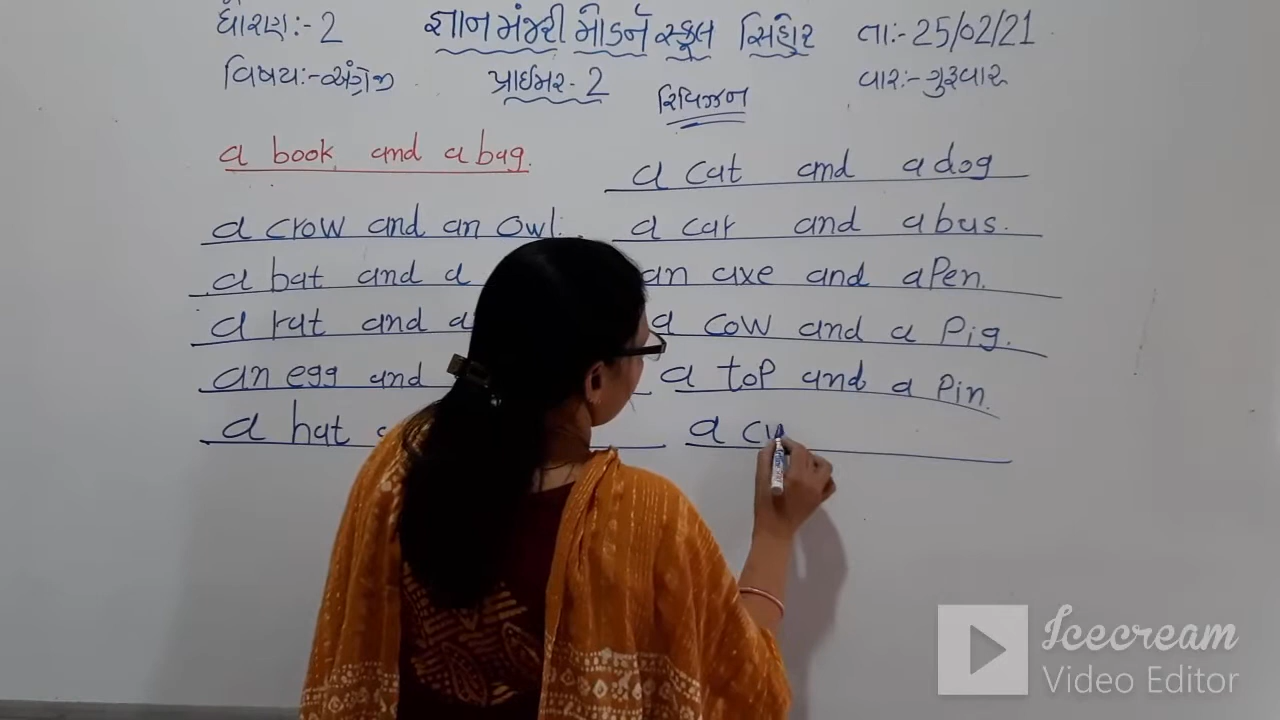 ધોરણ:-2 જ્ઞાન મંજરી મોડર્ન સ્કૂલ સિહોર તા:-25/02/21
વિષય:-અંગ્રેજી પ્રાઈમર-2 વાર:-ગુરૂવાર
રિવિઝન
a book and a bag.
a crow and an owl.
a bat and a
a rat and a
an egg and
a hat
a cat and a dog
a car and a bus.
an axe and a Pen.
a cow and a Pig.
a top and a Pin.
a cu
Icecream
Video Editor